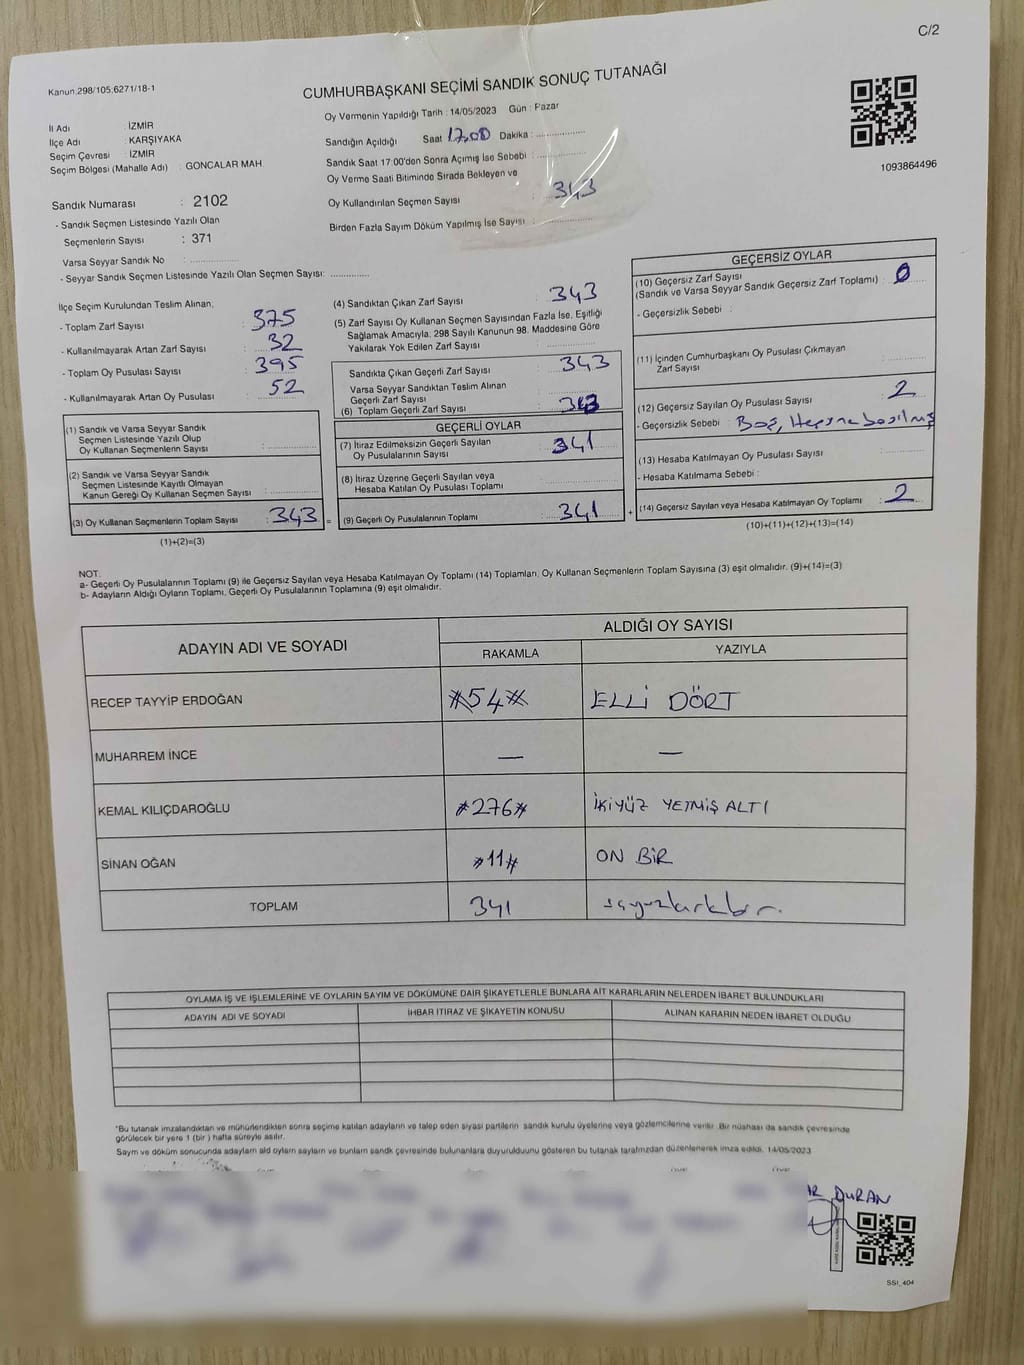 C/2
Kanun.298/105;6271/18-1
CUMHURBAŞKANI SEÇİMİ SANDIK SONUÇ TUTANAĞI
Oy Vermenin Yapıldığı Tarih : 14/05/2023 Gün : Pazar
İl Adı : İZMİR
İlçe Adı : KARŞIYAKA
Seçim Çevresi : İZMİR
Seçim Bölgesi (Mahalle Adı) : GONCALAR MAH.
Sandığın Açıldığı Saat 17,00 Dakika : ................
Sandık Saat 17:00'den Sonra Açımış İse Sebebi : ................
Oy Verme Saati Bitiminde Sırada Bekleyen ve
Oy Kullandırılan Seçmen Sayısı : 343
Birden Fazla Sayım Döküm Yapılmış İse Sayısı : ................
1093864496
Sandık Numarası : 2102
- Sandık Seçmen Listesinde Yazılı Olan
Seçmenlerin Sayısı : 371
Varsa Seyyar Sandık No : ................
- Seyyar Sandık Seçmen Listesinde Yazılı Olan Seçmen Sayısı: ................
İlçe Seçim Kurulundan Teslim Alınan;
- Toplam Zarf Sayısı : 375
- Kullanılmayarak Artan Zarf Sayısı : 32
- Toplam Oy Pusulası Sayısı : 395
- Kullanılmayarak Artan Oy Pusulası : 52
(4) Sandıktan Çıkan Zarf Sayısı : 343
(5) Zarf Sayısı Oy Kullanan Seçmen Sayısından Fazla İse, Eşitliği
Sağlamak Amacıyla; 298 Sayılı Kanunun 98. Maddesine Göre
Yakılarak Yok Edilen Zarf Sayısı : ................
Sandıkta Çıkan Geçerli Zarf Sayısı : 343
Varsa Seyyar Sandıktan Teslim Alınan
Geçerli Zarf Sayısı : ................
(6) Toplam Geçerli Zarf Sayısı : 343
GEÇERSİZ OYLAR
(10) Geçersiz Zarf Sayısı
(Sandık ve Varsa Seyyar Sandık Geçersiz Zarf Toplamı) : 0
- Geçersizlik Sebebi :
(11) İçinden Cumhurbaşkanı Oy Pusulası Çıkmayan
Zarf Sayısı : ................
(12) Geçersiz Sayılan Oy Pusulası Sayısı : 2
- Geçersizlik Sebebi : Boş, Hepsine basılmış
(13) Hesaba Katılmayan Oy Pusulası Sayısı : ................
- Hesaba Katılmama Sebebi :
(14) Geçersiz Sayılan veya Hesaba Katılmayan Oy Toplamı : 2
(10)+(11)+(12)+(13)=(14)
(1) Sandık ve Varsa Seyyar Sandık
Seçmen Listesinde Yazılı Olup
Oy Kullanan Seçmenlerin Sayısı : ................
(2) Sandık ve Varsa Seyyar Sandık
Seçmen Listesinde Kayıtlı Olmayan
Kanun Gereği Oy Kullanan Seçmen Sayısı : ................
(3) Oy Kullanan Seçmenlerin Toplam Sayısı : 343 =
(1)+(2)=(3)
GEÇERLİ OYLAR
(7) İtiraz Edilmeksizin Geçerli Sayılan
Oy Pusulalarının Sayısı : 341
(8) İtiraz Üzerine Geçerli Sayılan veya
Hesaba Katılan Oy Pusulası Toplamı : ................
(9) Geçerli Oy Pusulalarının Toplamı : 341 +
NOT:
a- Geçerli Oy Pusulalarının Toplamı (9) ile Geçersiz Sayılan veya Hesaba Katılmayan Oy Toplamı (14) Toplamları, Oy Kullanan Seçmenlerin Toplam Sayısına (3) eşit olmalıdır. (9)+(14)=(3)
b- Adayların Aldığı Oyların Toplamı, Geçerli Oy Pusulalarının Toplamına (9) eşit olmalıdır.
ADAYIN ADI VE SOYADI
ALDIĞI OY SAYISI
RAKAMLA YAZIYLA
RECEP TAYYİP ERDOĞAN #54# ELLİ DÖRT
MUHARREM İNCE — —
KEMAL KILIÇDAROĞLU #276# İKİYÜZ YETMİŞ ALTI
SİNAN OĞAN #11# ON BİR
TOPLAM 341 üçyüzkırkbir.
OYLAMA İŞ VE İŞLEMLERİNE VE OYLARIN SAYIM VE DÖKÜMÜNE DAİR ŞİKAYETLERLE BUNLARA AİT KARARLARIN NELERDEN İBARET BULUNDUKLARI
ADAYIN ADI VE SOYADI İHBAR İTİRAZ VE ŞİKAYETİN KONUSU ALINAN KARARIN NEDEN İBARET OLDUĞU
"Bu tutanak imzalandıktan ve mühürlendikten sonra seçime katılan adayların ve talep eden siyasi partilerin sandık kurulu üyelerine veya gözlemcilerine verilir. Bir nüshası da sandık çevresinde
görülecek bir yere 1 (bir ) hafta süreyle asılır.
Sayım ve döküm sonucunda adayların ald oyların sayıları ve bunların sandk çevresinde bulunanlara duyurulduunu gösteren bu tutanak tarafmzdan düzenlenerek imza edildi. 14/05/2023
DURAN
SSI_404